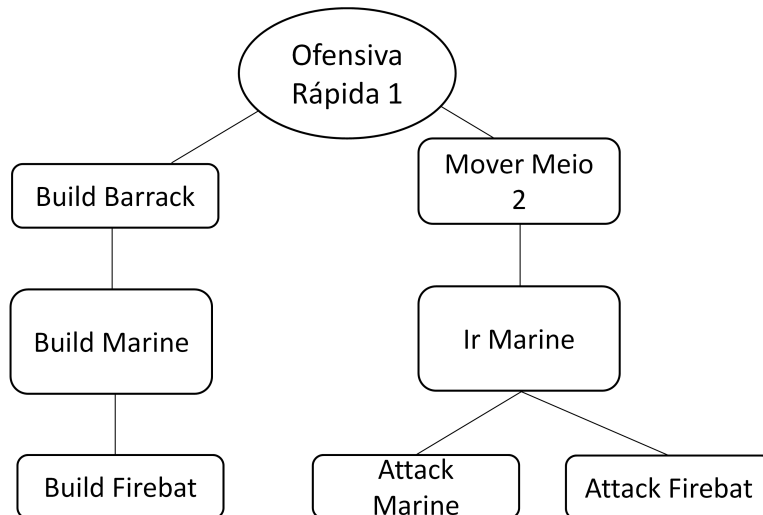 Ofensiva
Rápida 1
Build Barrack
Mover Meio
2
Build Marine
Ir Marine
Build Firebat
Attack
Marine
Attack Firebat